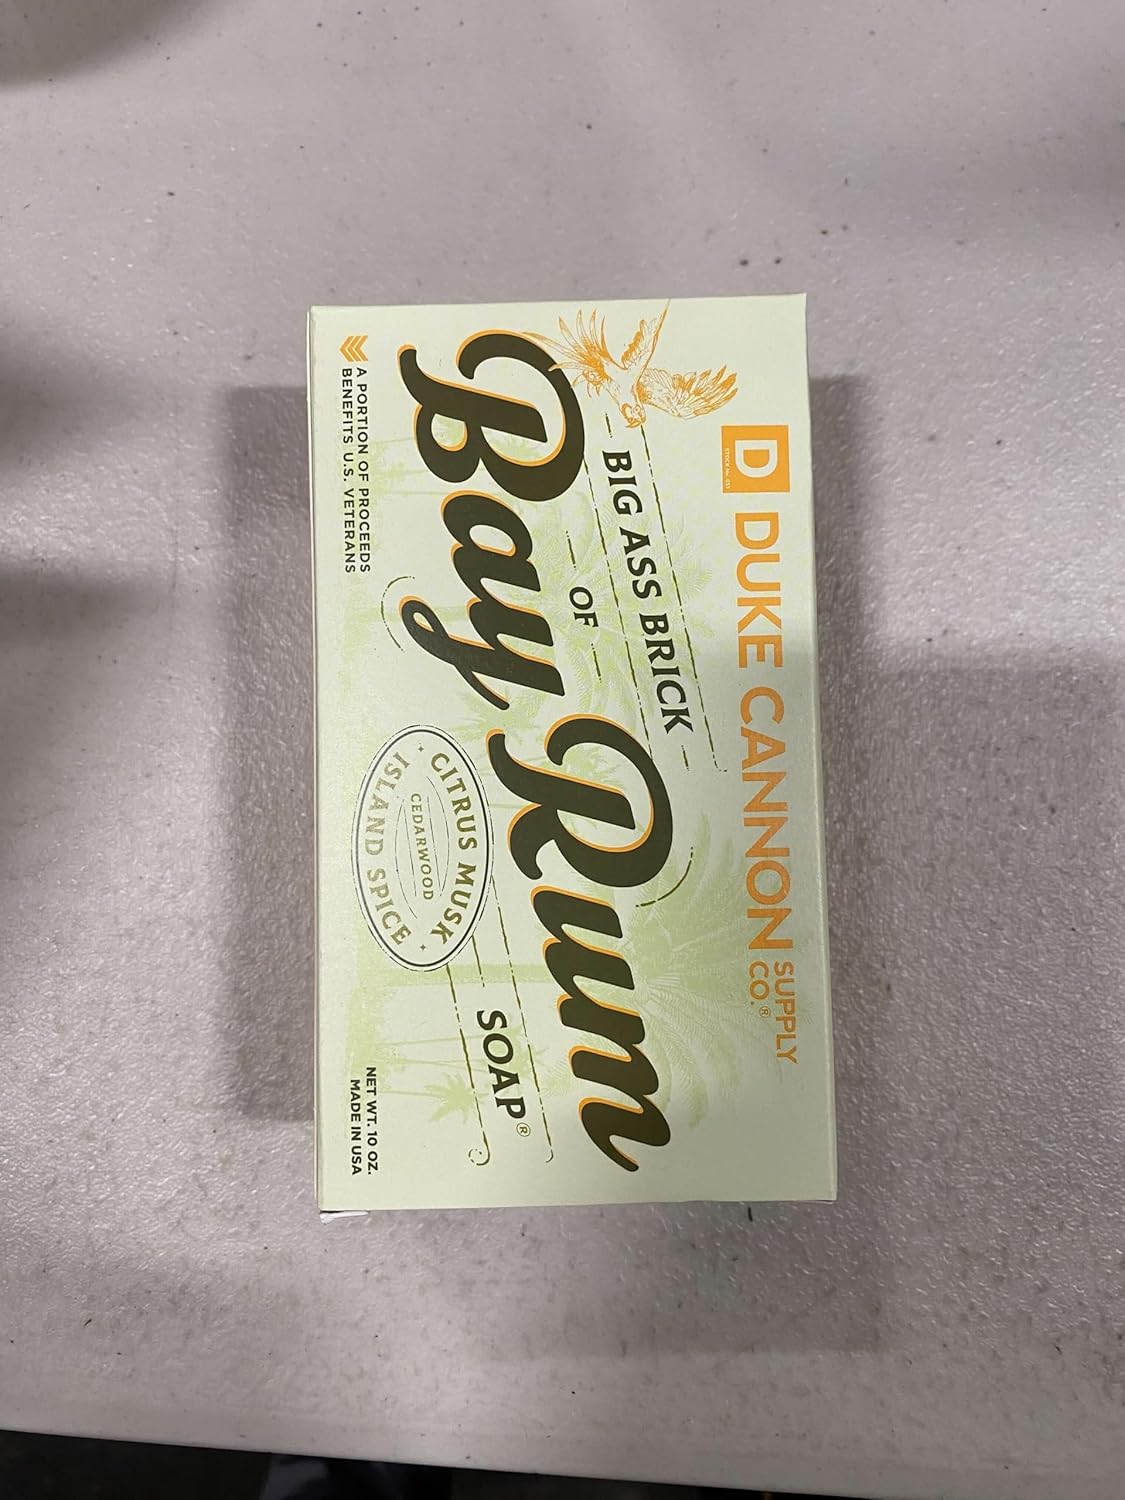 D
DUKE CANNON SUPPLY CO.®
BIG ASS BRICK
OF
Bay Rum
SOAP®
CITRUS MUSK
CEDARWOOD
ISLAND SPICE
A PORTION OF PROCEEDS
BENEFITS U.S. VETERANS
NET WT. 10 OZ.
MADE IN USA